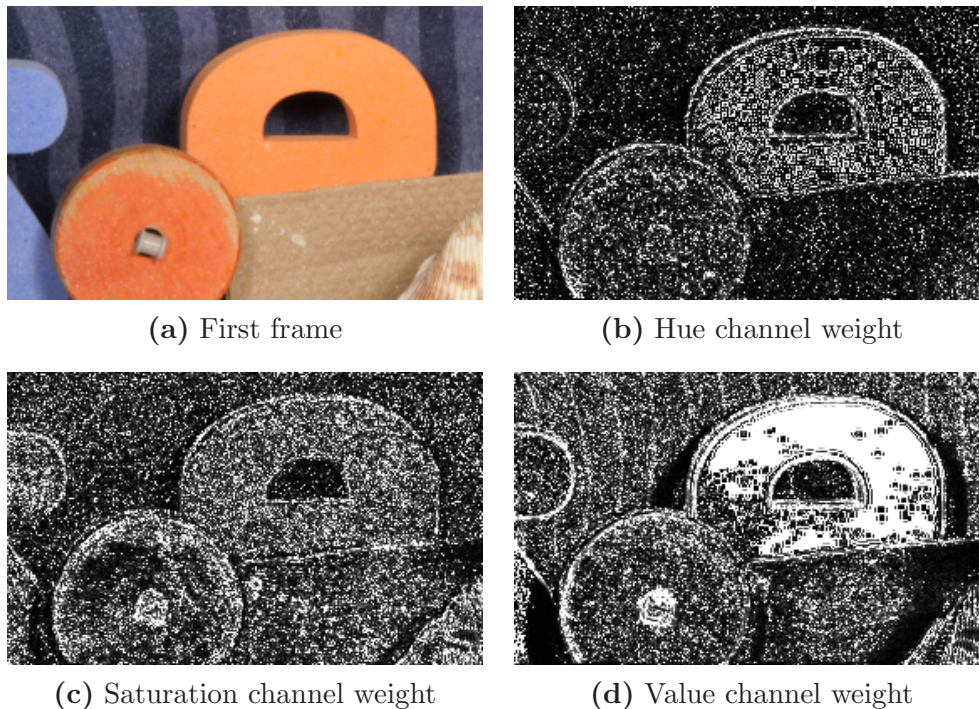 (a) First frame
(b) Hue channel weight
(c) Saturation channel weight
(d) Value channel weight